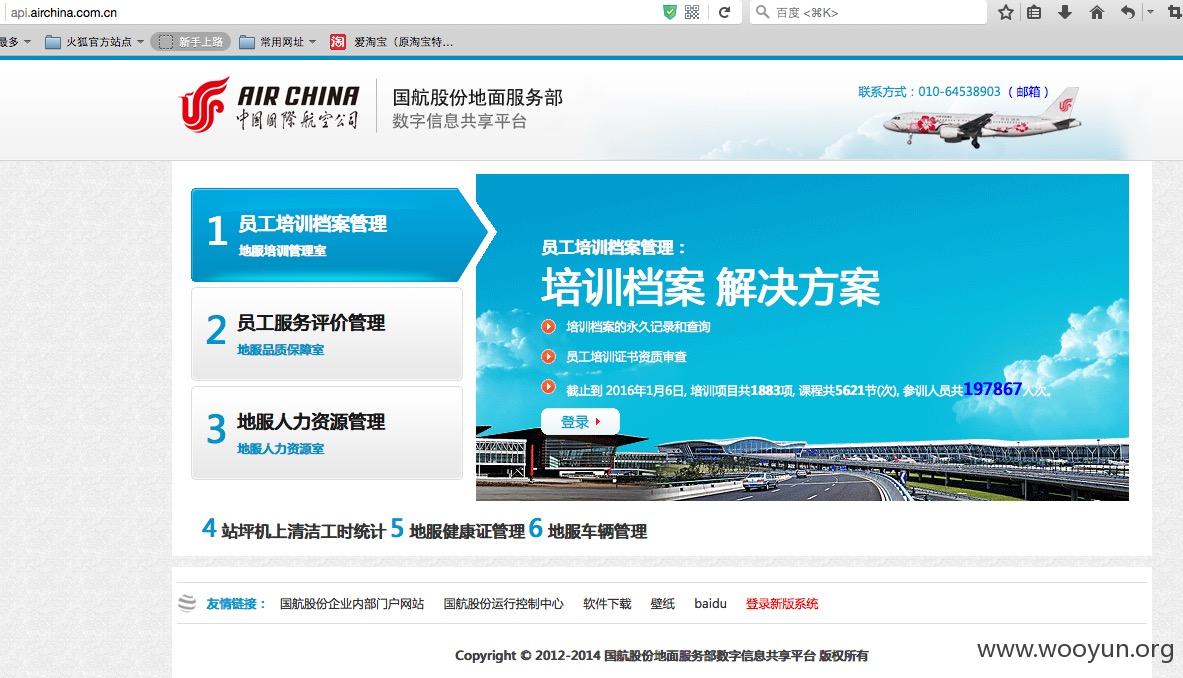 api.airchina.com.cn
百度 <⌘K>
最多
火狐官方站点
新手上路
常用网址
淘
爱淘宝（原淘宝特...
AIR CHINA
中国国际航空公司
国航股份地面服务部
数字信息共享平台
联系方式：010-64538903（ 邮箱 ）
1 员工培训档案管理
地服培训管理室
2 员工服务评价管理
地服品质保障室
3 地服人力资源管理
地服人力资源室
员工培训档案管理：
培训档案 解决方案
培训档案的永久记录和查询
员工培训证书资质审查
截止到 2016年1月6日, 培训项目共1883项, 课程共5621节(次), 参训人员共197867人次。
登录
4 站坪机上清洁工时统计 5 地服健康证管理 6 地服车辆管理
友情链接： 国航股份企业内部门户网站 国航股份运行控制中心 软件下载 壁纸 baidu 登录新版系统
Copyright © 2012-2014 国航股份地面服务部数字信息共享平台 版权所有
www.wooyun.org